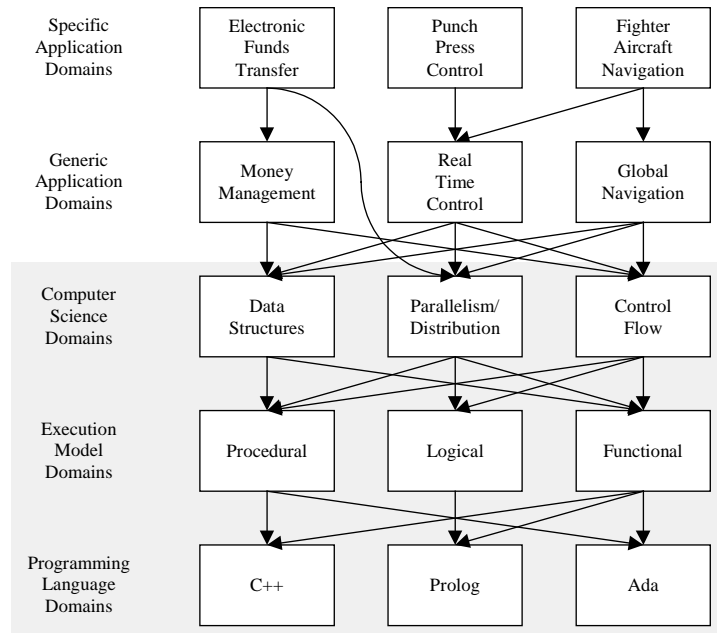 Specific
Application
Domains
Electronic
Funds
Transfer
Punch
Press
Control
Fighter
Aircraft
Navigation
Generic
Application
Domains
Money
Management
Real
Time
Control
Global
Navigation
Computer
Science
Domains
Data
Structures
Parallelism/
Distribution
Control
Flow
Execution
Model
Domains
Procedural
Logical
Functional
Programming
Language
Domains
C++
Prolog
Ada